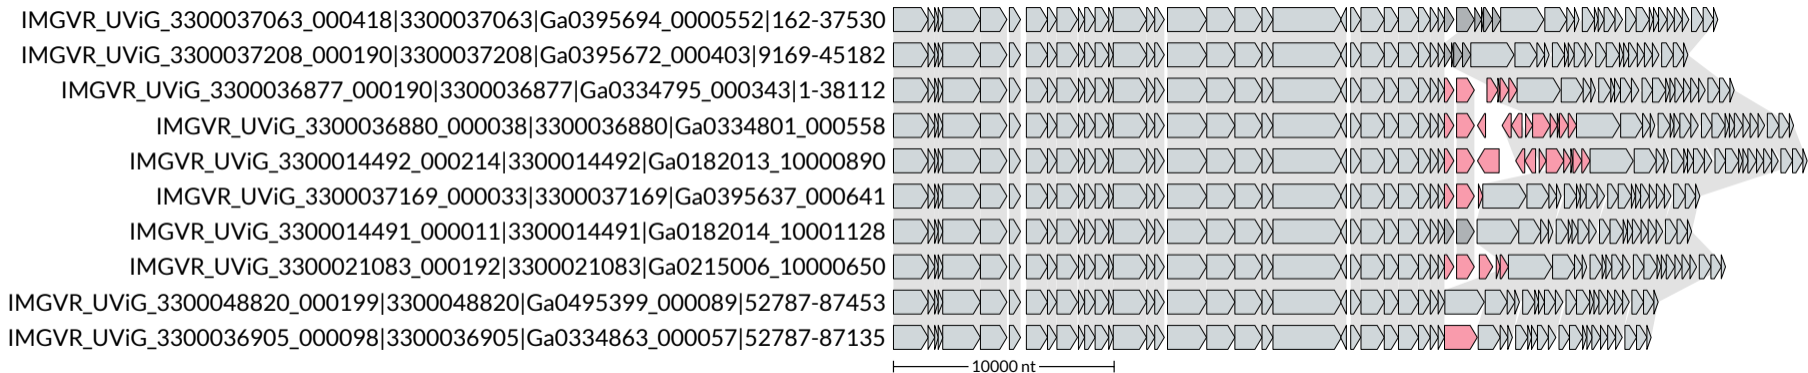 IMGVR_UViG_3300037063_000418|3300037063|Ga0395694_0000552|162-37530
IMGVR_UViG_3300037208_000190|3300037208|Ga0395672_000403|9169-45182
IMGVR_UViG_3300036877_000190|3300036877|Ga0334795_000343|1-38112
IMGVR_UViG_3300036880_000038|3300036880|Ga0334801_000558
IMGVR_UViG_3300014492_000214|3300014492|Ga0182013_10000890
IMGVR_UViG_3300037169_000033|3300037169|Ga0395637_000641
IMGVR_UViG_3300014491_000011|3300014491|Ga0182014_10001128
IMGVR_UViG_3300021083_000192|3300021083|Ga0215006_10000650
IMGVR_UViG_3300048820_000199|3300048820|Ga0495399_000089|52787-87453
IMGVR_UViG_3300036905_000098|3300036905|Ga0334863_000057|52787-87135
10000 nt